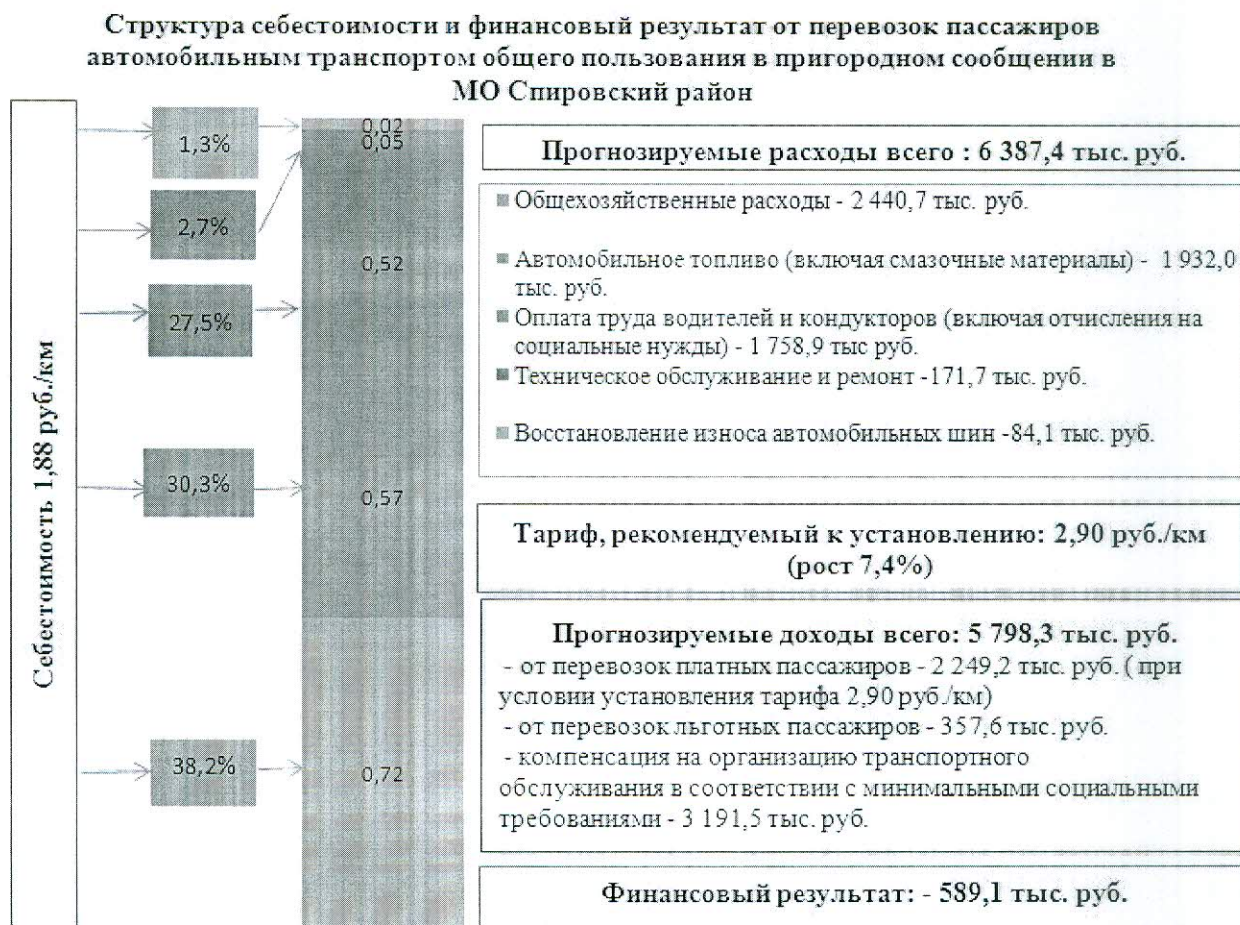 Структура себестоимости и финансовый результат от перевозок пассажиров
автомобильным транспортом общего пользования в пригородном сообщении в
МО Спировский район
Себестоимость 1,88 руб./км
1,3%
2,7%
27,5%
30,3%
38,2%
0,02
0,05
0,52
0,57
0,72
Прогнозируемые расходы всего : 6 387,4 тыс. руб.
Общехозяйственные расходы - 2 440,7 тыс. руб.
Автомобильное топливо (включая смазочные материалы) - 1 932,0
тыс. руб.
Оплата труда водителей и кондукторов (включая отчисления на
социальные нужды) - 1 758,9 тыс руб.
Техническое обслуживание и ремонт -171,7 тыс. руб.
Восстановление износа автомобильных шин -84,1 тыс. руб.
Тариф, рекомендуемый к установлению: 2,90 руб./км
(рост 7,4%)
Прогнозируемые доходы всего: 5 798,3 тыс. руб.
- от перевозок платных пассажиров - 2 249,2 тыс. руб. ( при
условии установления тарифа 2,90 руб./км)
- от перевозок льготных пассажиров - 357,6 тыс. руб.
- компенсация на организацию транспортного
обслуживания в соответствии с минимальными социальными
требованиями - 3 191,5 тыс. руб.
Финансовый результат: - 589,1 тыс. руб.